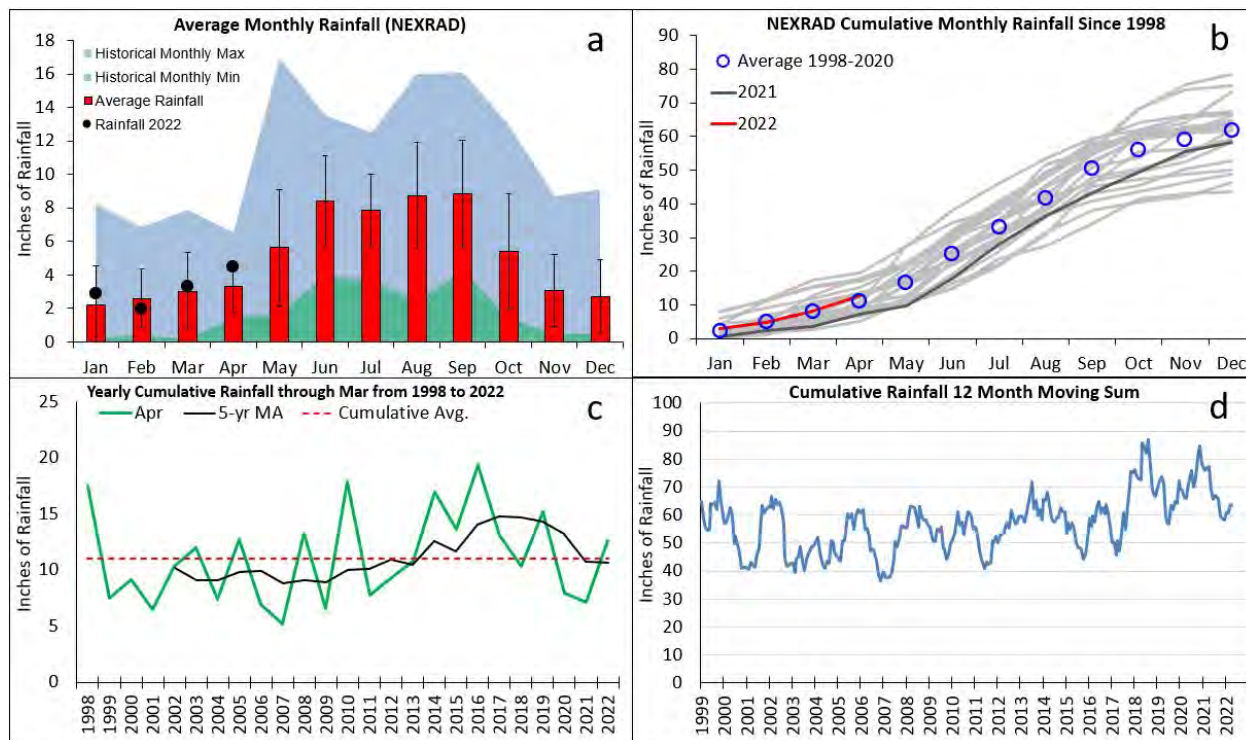 Average Monthly Rainfall (NEXRAD)
a
Historical Monthly Max
Historical Monthly Min
Average Rainfall
Rainfall 2022
Inches of Rainfall
18
16
14
12
10
8
6
4
2
0
Jan Feb Mar Apr May Jun Jul Aug Sep Oct Nov Dec
NEXRAD Cumulative Monthly Rainfall Since 1998
b
Average 1998-2020
2021
2022
Inches of Rainfall
90
80
70
60
50
40
30
20
10
0
Jan Feb Mar Apr May Jun Jul Aug Sep Oct Nov Dec
Yearly Cumulative Rainfall through Mar from 1998 to 2022
c
Apr 5-yr MA Cumulative Avg.
Inches of Rainfall
25
20
15
10
5
0
1998 1999 2000 2001 2002 2003 2004 2005 2006 2007 2008 2009 2010 2011 2012 2013 2014 2015 2016 2017 2018 2019 2020 2021 2022
Cumulative Rainfall 12 Month Moving Sum
d
Inches of Rainfall
100
90
80
70
60
50
40
30
20
10
0
1999 2000 2001 2002 2003 2004 2005 2006 2007 2008 2009 2010 2011 2012 2013 2014 2015 2016 2017 2018 2019 2020 2021 2022